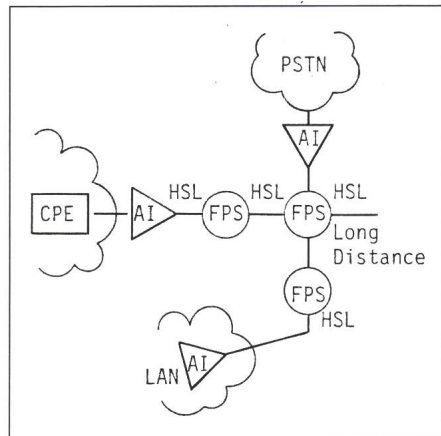 PSTN
AI
HSL HSL HSL
CPE AI FPS FPS
Long
Distance
FPS
HSL
LAN AI